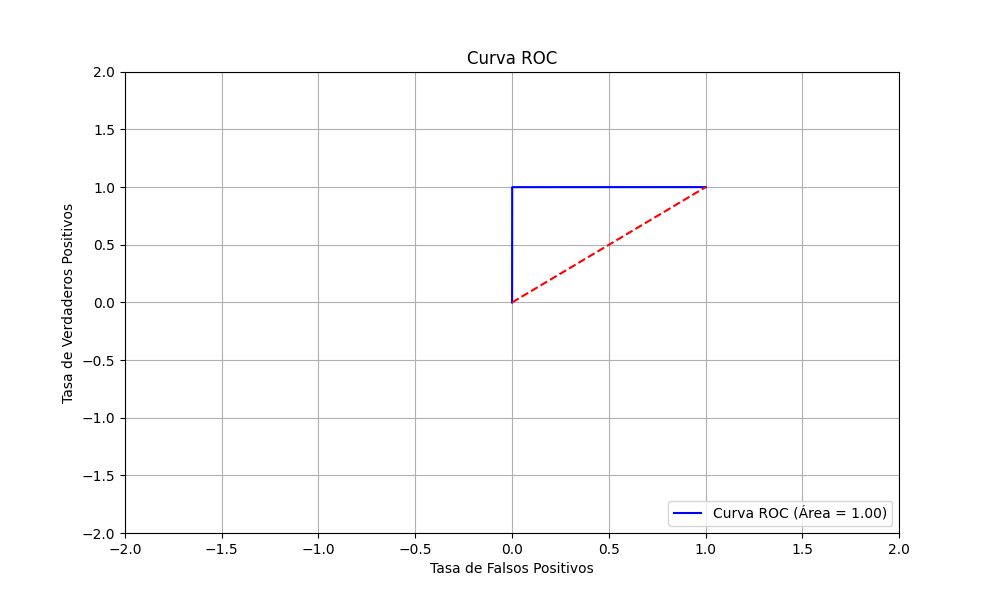 Curva ROC
2.0
1.5
1.0
0.5
0.0
−0.5
−1.0
−1.5
−2.0
Tasa de Verdaderos Positivos
Curva ROC (Área = 1.00)
−2.0 −1.5 −1.0 −0.5 0.0 0.5 1.0 1.5 2.0
Tasa de Falsos Positivos